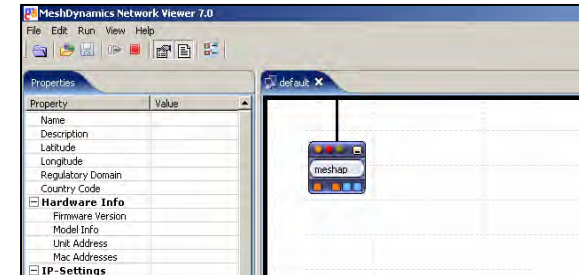 MeshDynamics Network Viewer 7.0
File Edit Run View Help
Properties
default
Property Value
Name
Description
Latitude
Longitude
Regulatory Domain
Country Code
Hardware Info
Firmware Version
Model Info
Unit Address
Mac Addresses
IP-Settings
meshap